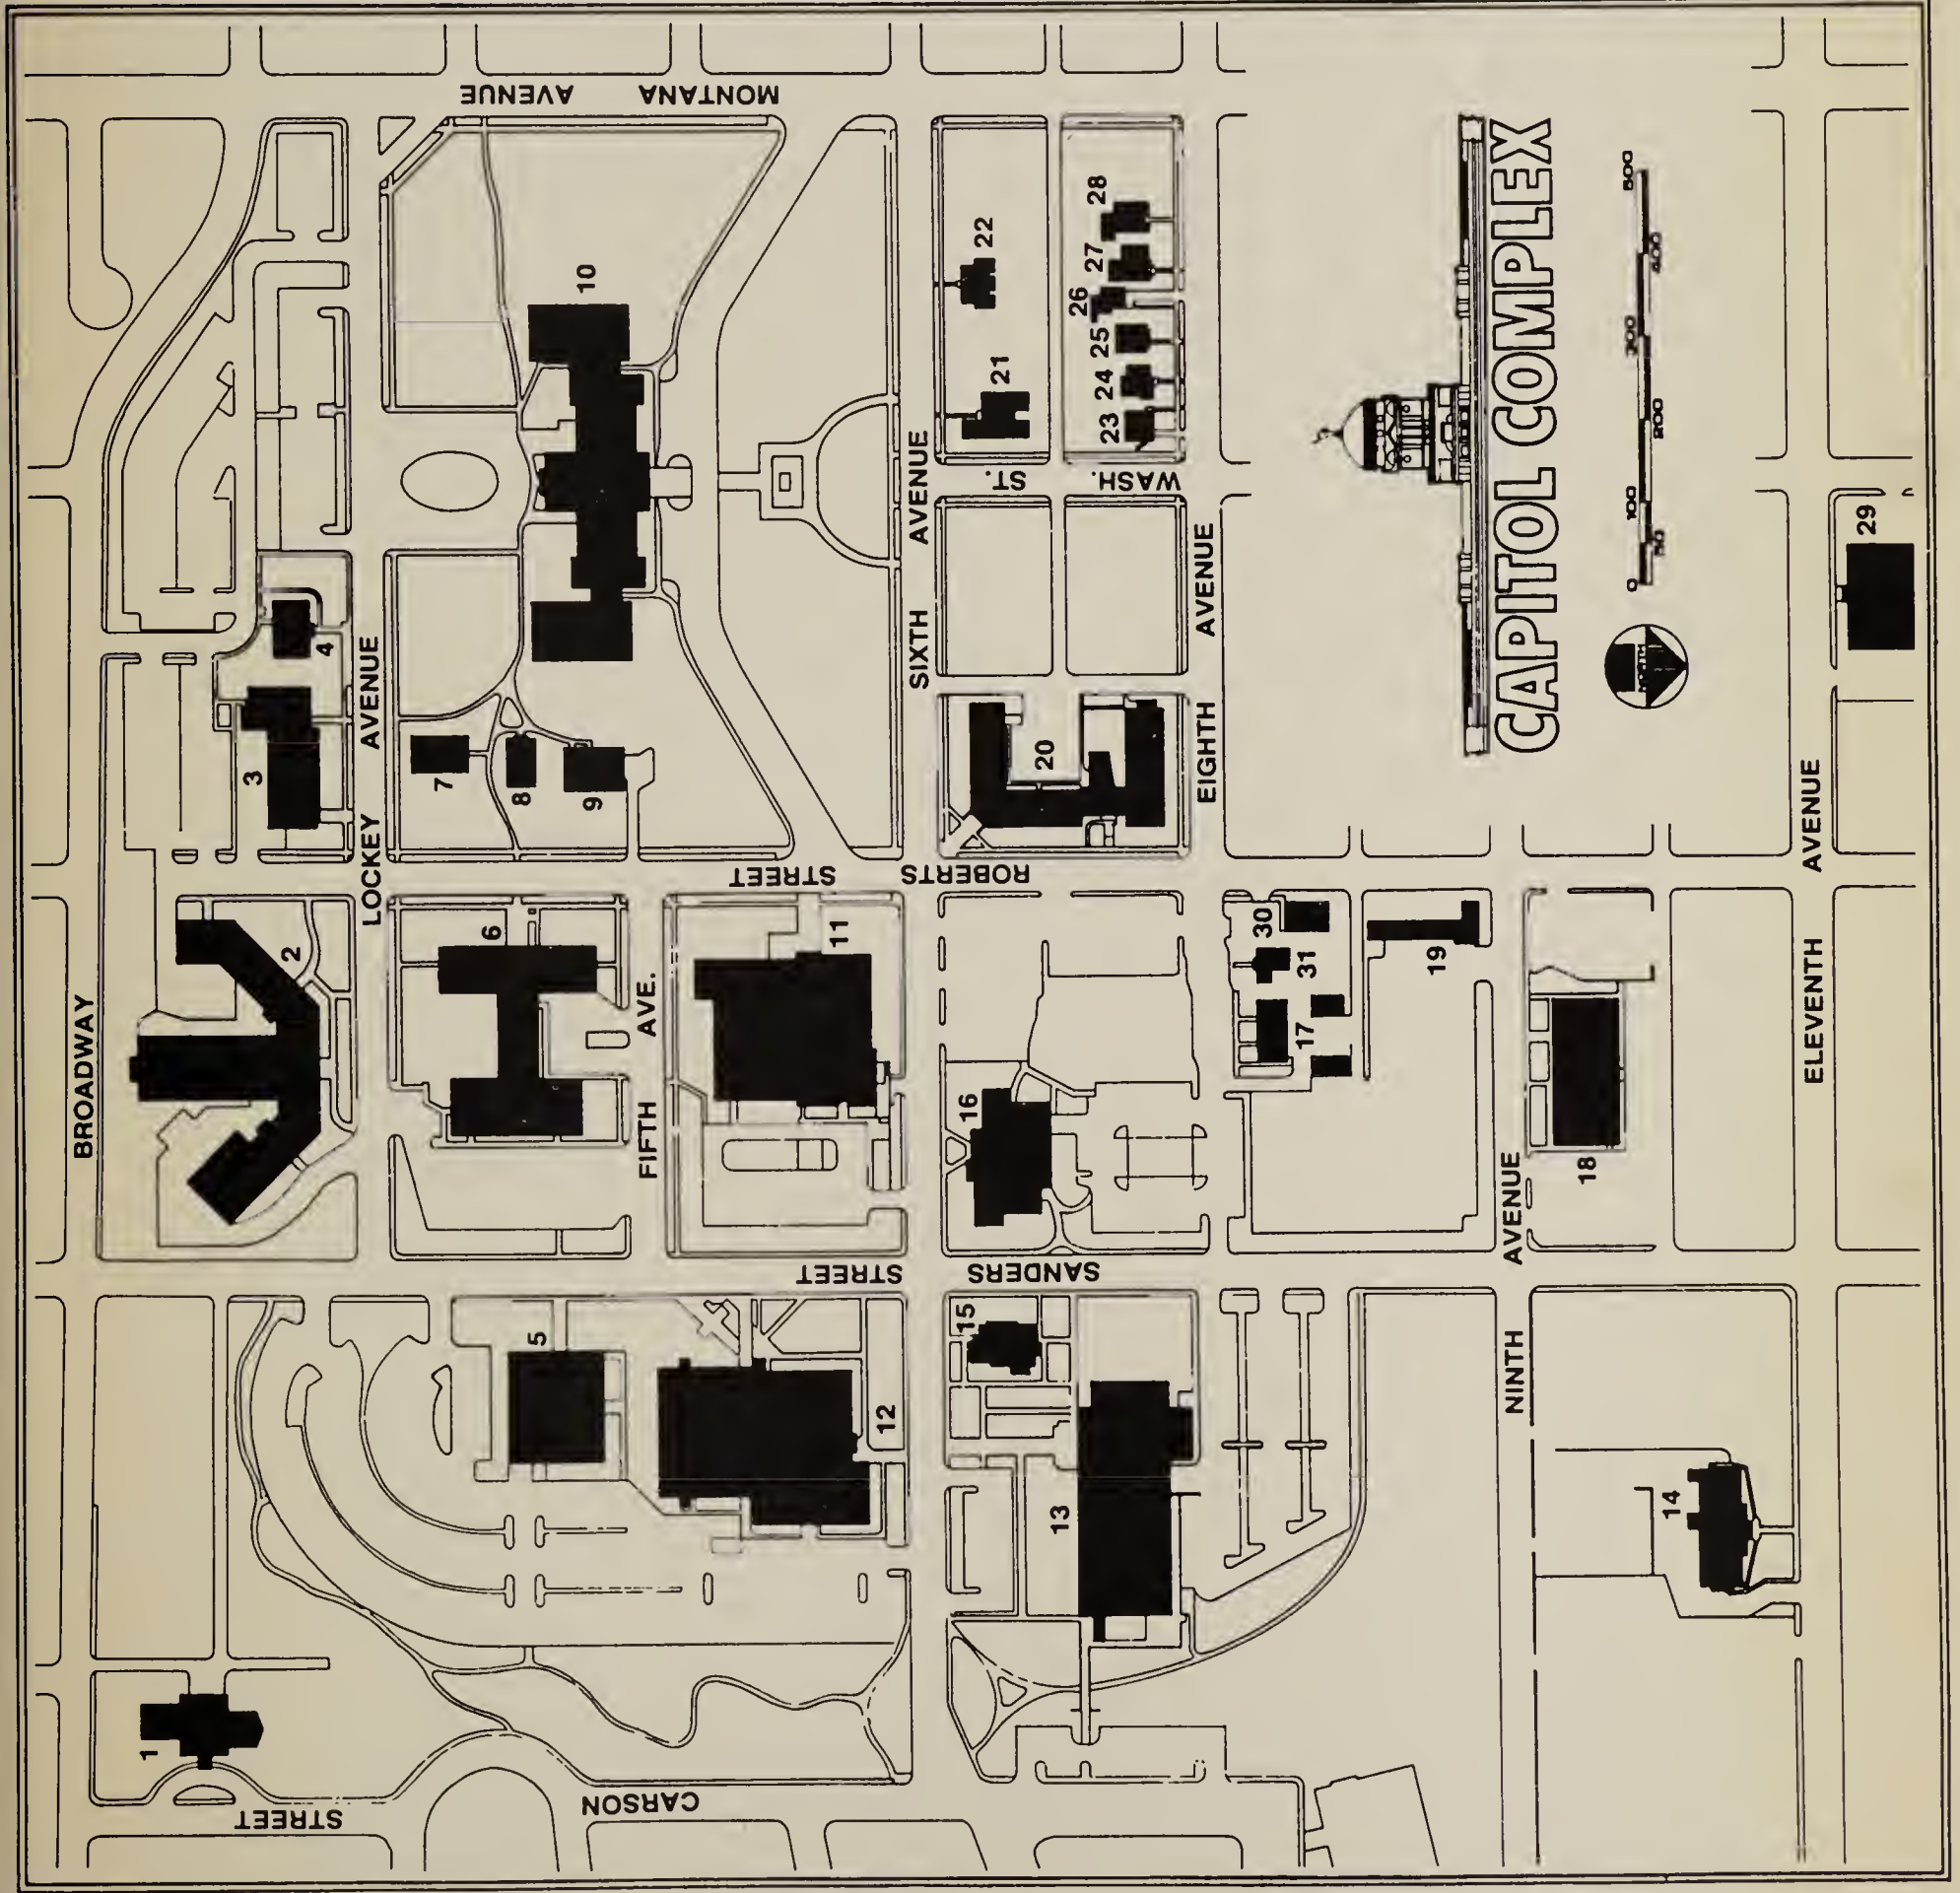 MONTANA AVENUE
BROADWAY
LOCKEY AVENUE
FIFTH AVE.
SIXTH AVENUE
EIGHTH AVENUE
NINTH AVENUE
ELEVENTH AVENUE
WASH. ST.
ROBERTS STREET
SANDERS STREET
CARSON STREET
CAPITOL COMPLEX
0 50 100 200 300 400 500
NORTH
1
2
3
4
5
6
7
8
9
10
11
12
13
14
15
16
17
18
19
20
21
22
23
24
25
26
27
28
29
30
31